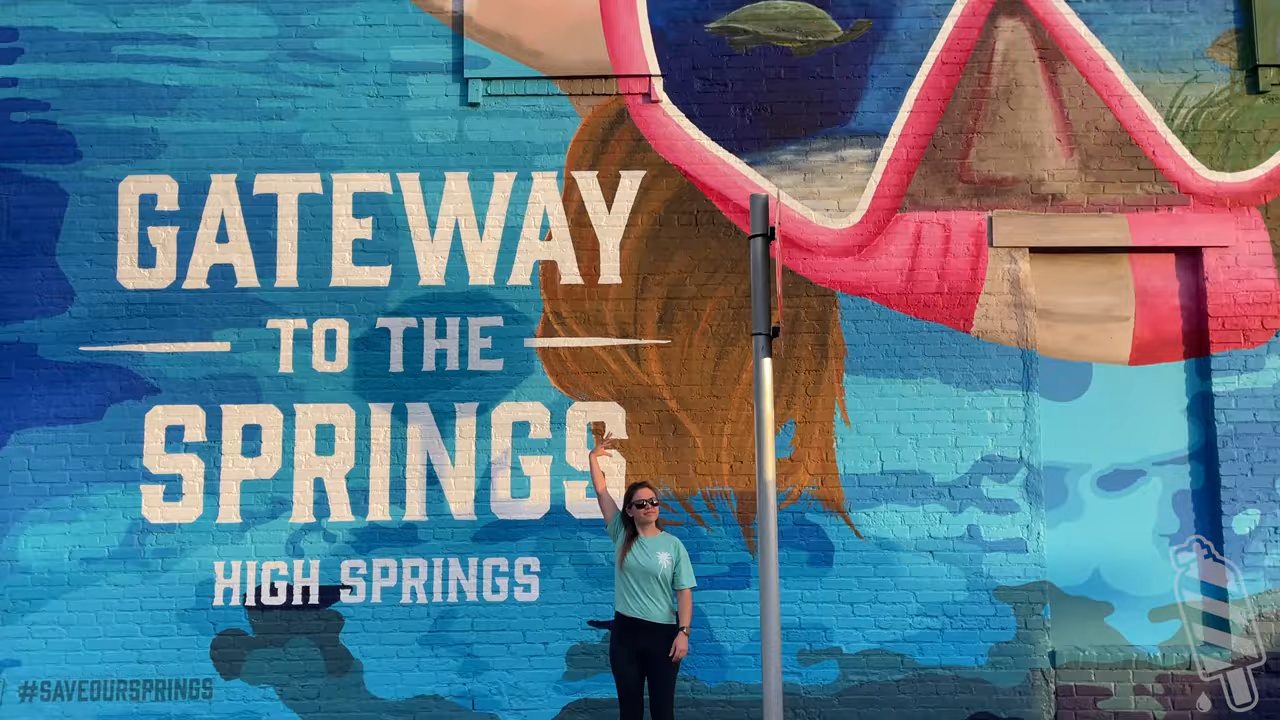 GATEWAY
TO THE
SPRINGS
HIGH SPRINGS
#SAVEOURSPRINGS